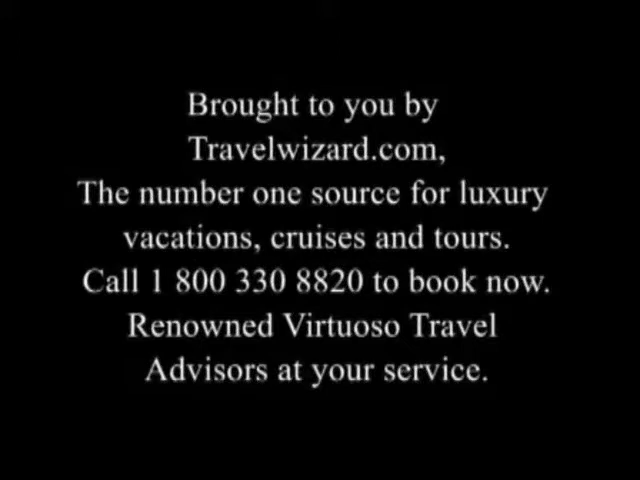 Brought to you by
Travelwizard.com,
The number one source for luxury
vacations, cruises and tours.
Call 1 800 330 8820 to book now.
Renowned Virtuoso Travel
Advisors at your service.